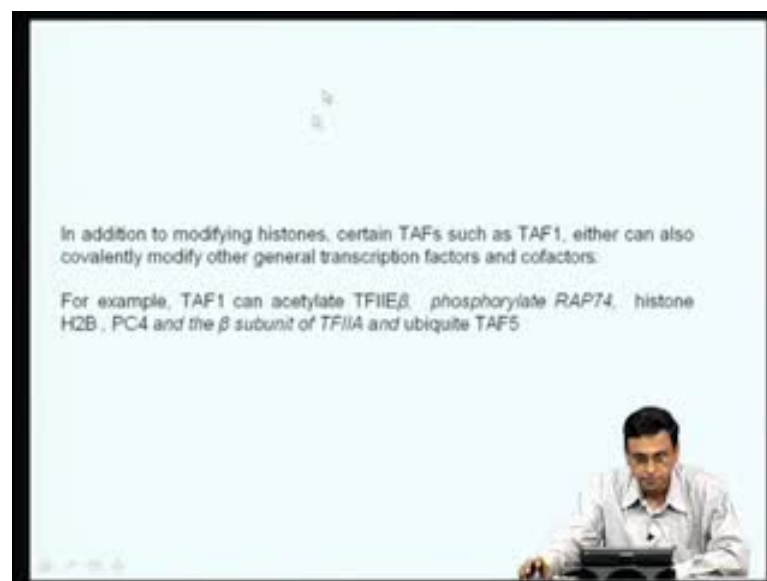 In addition to modifying histones, certain TAFs such as TAF1, either can also
covalently modify other general transcription factors and cofactors.
For example, TAF1 can acetylate TFIIEβ, phosphorylate RAP74, histone
H2B , PC4 and the β subunit of TFIIA and ubiquite TAF5